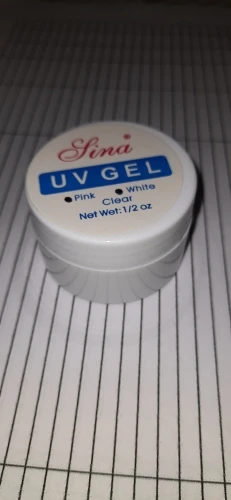 Sina®
UV GEL
Pink White
Clear
Net Wet:1/2 oz